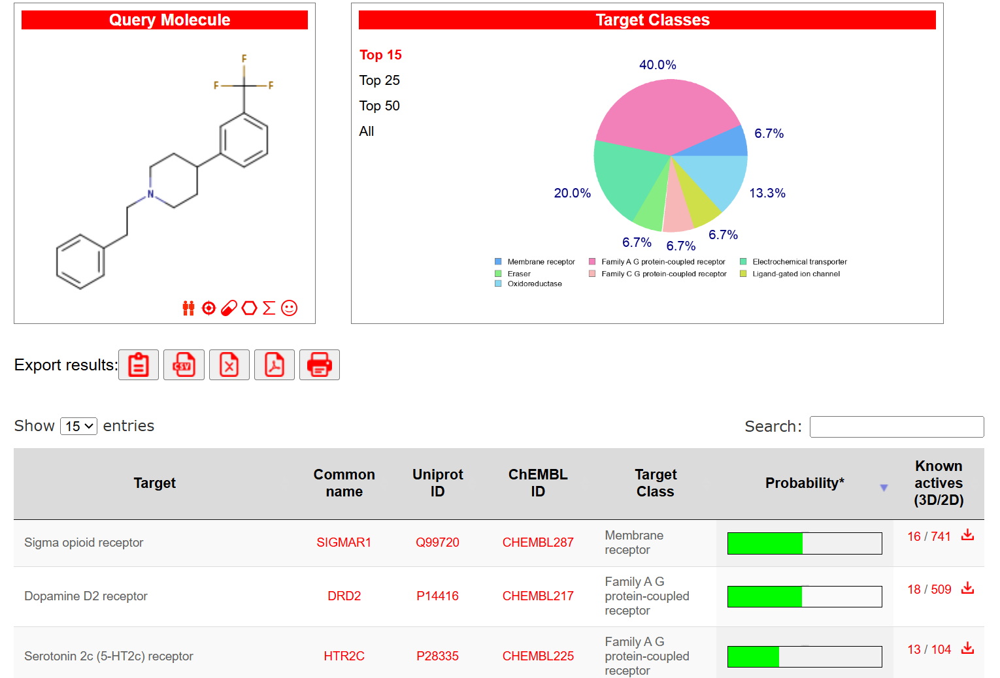 Query Molecule
F
F
F
N
Target Classes
Top 15
Top 25
Top 50
All
40.0%
6.7%
20.0%
13.3%
6.7%
6.7%
6.7%
Membrane receptor
Family A G protein-coupled receptor
Electrochemical transporter
Eraser
Family C G protein-coupled receptor
Ligand-gated ion channel
Oxidoreductase
Export results:
CSV
Show 15 entries
Search:
Target
Common
name
Uniprot
ID
ChEMBL
ID
Target
Class
Probability*
Known
actives
(3D/2D)
Sigma opioid receptor
SIGMAR1
Q99720
CHEMBL287
Membrane
receptor
16 / 741
Dopamine D2 receptor
DRD2
P14416
CHEMBL217
Family A G
protein-coupled
receptor
18 / 509
Serotonin 2c (5-HT2c) receptor
HTR2C
P28335
CHEMBL225
Family A G
protein-coupled
receptor
13 / 104